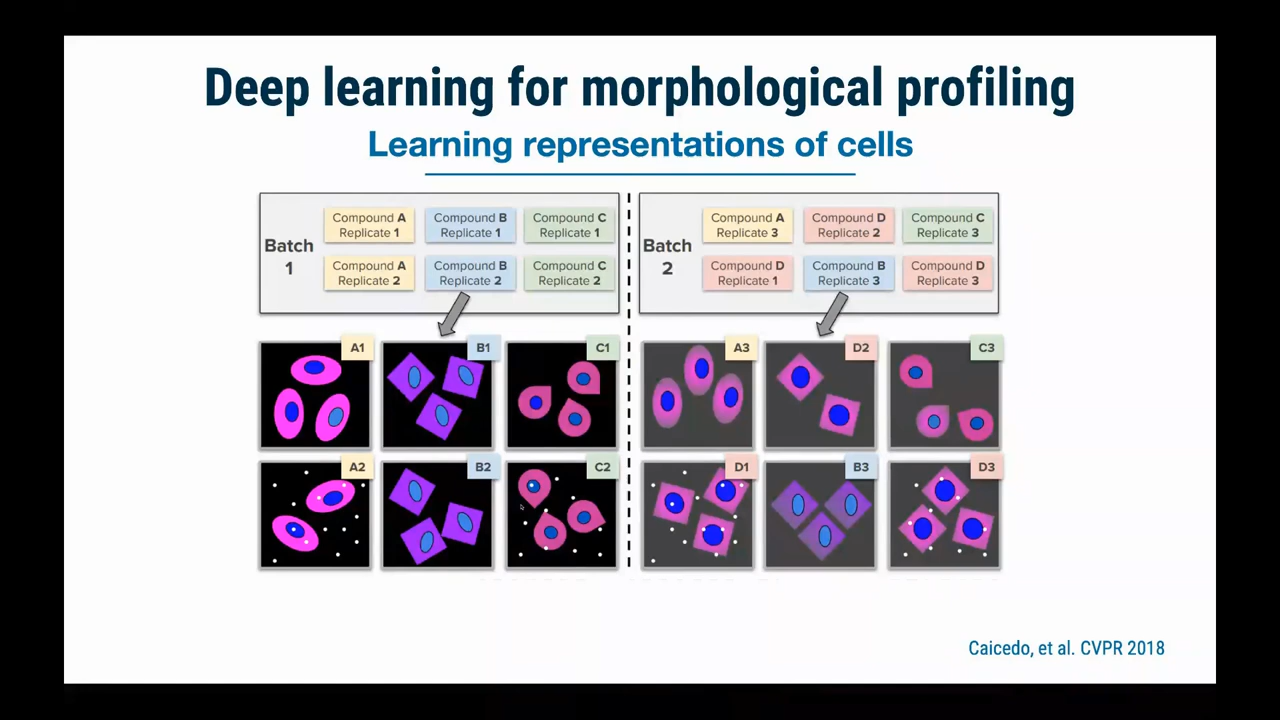 Deep learning for morphological profiling
Learning representations of cells
Batch
1
Compound A
Replicate 1
Compound B
Replicate 1
Compound C
Replicate 1
Compound A
Replicate 2
Compound B
Replicate 2
Compound C
Replicate 2
Batch
2
Compound A
Replicate 3
Compound D
Replicate 2
Compound C
Replicate 3
Compound D
Replicate 1
Compound B
Replicate 3
Compound D
Replicate 3
A1
B1
C1
A3
D2
C3
A2
B2
C2
D1
B3
D3
Caicedo, et al. CVPR 2018